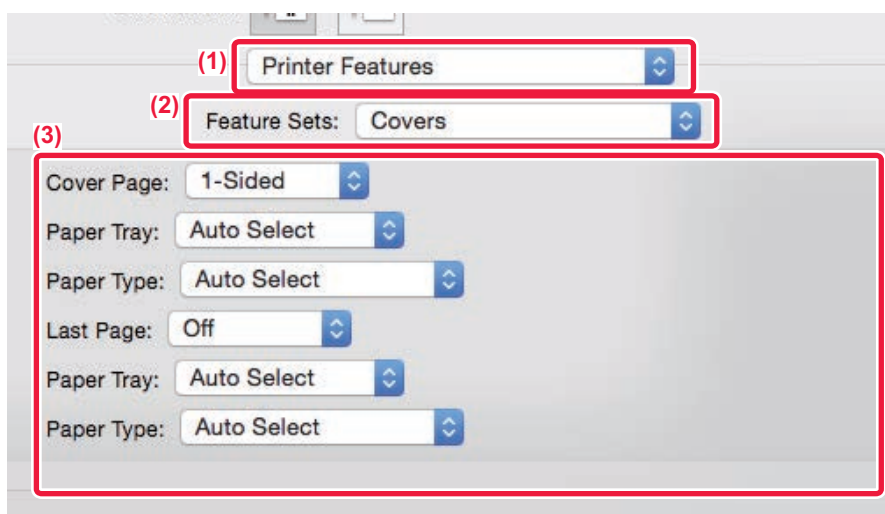 (1) Printer Features
(2) Feature Sets: Covers
(3)
Cover Page: 1-Sided
Paper Tray: Auto Select
Paper Type: Auto Select
Last Page: Off
Paper Tray: Auto Select
Paper Type: Auto Select